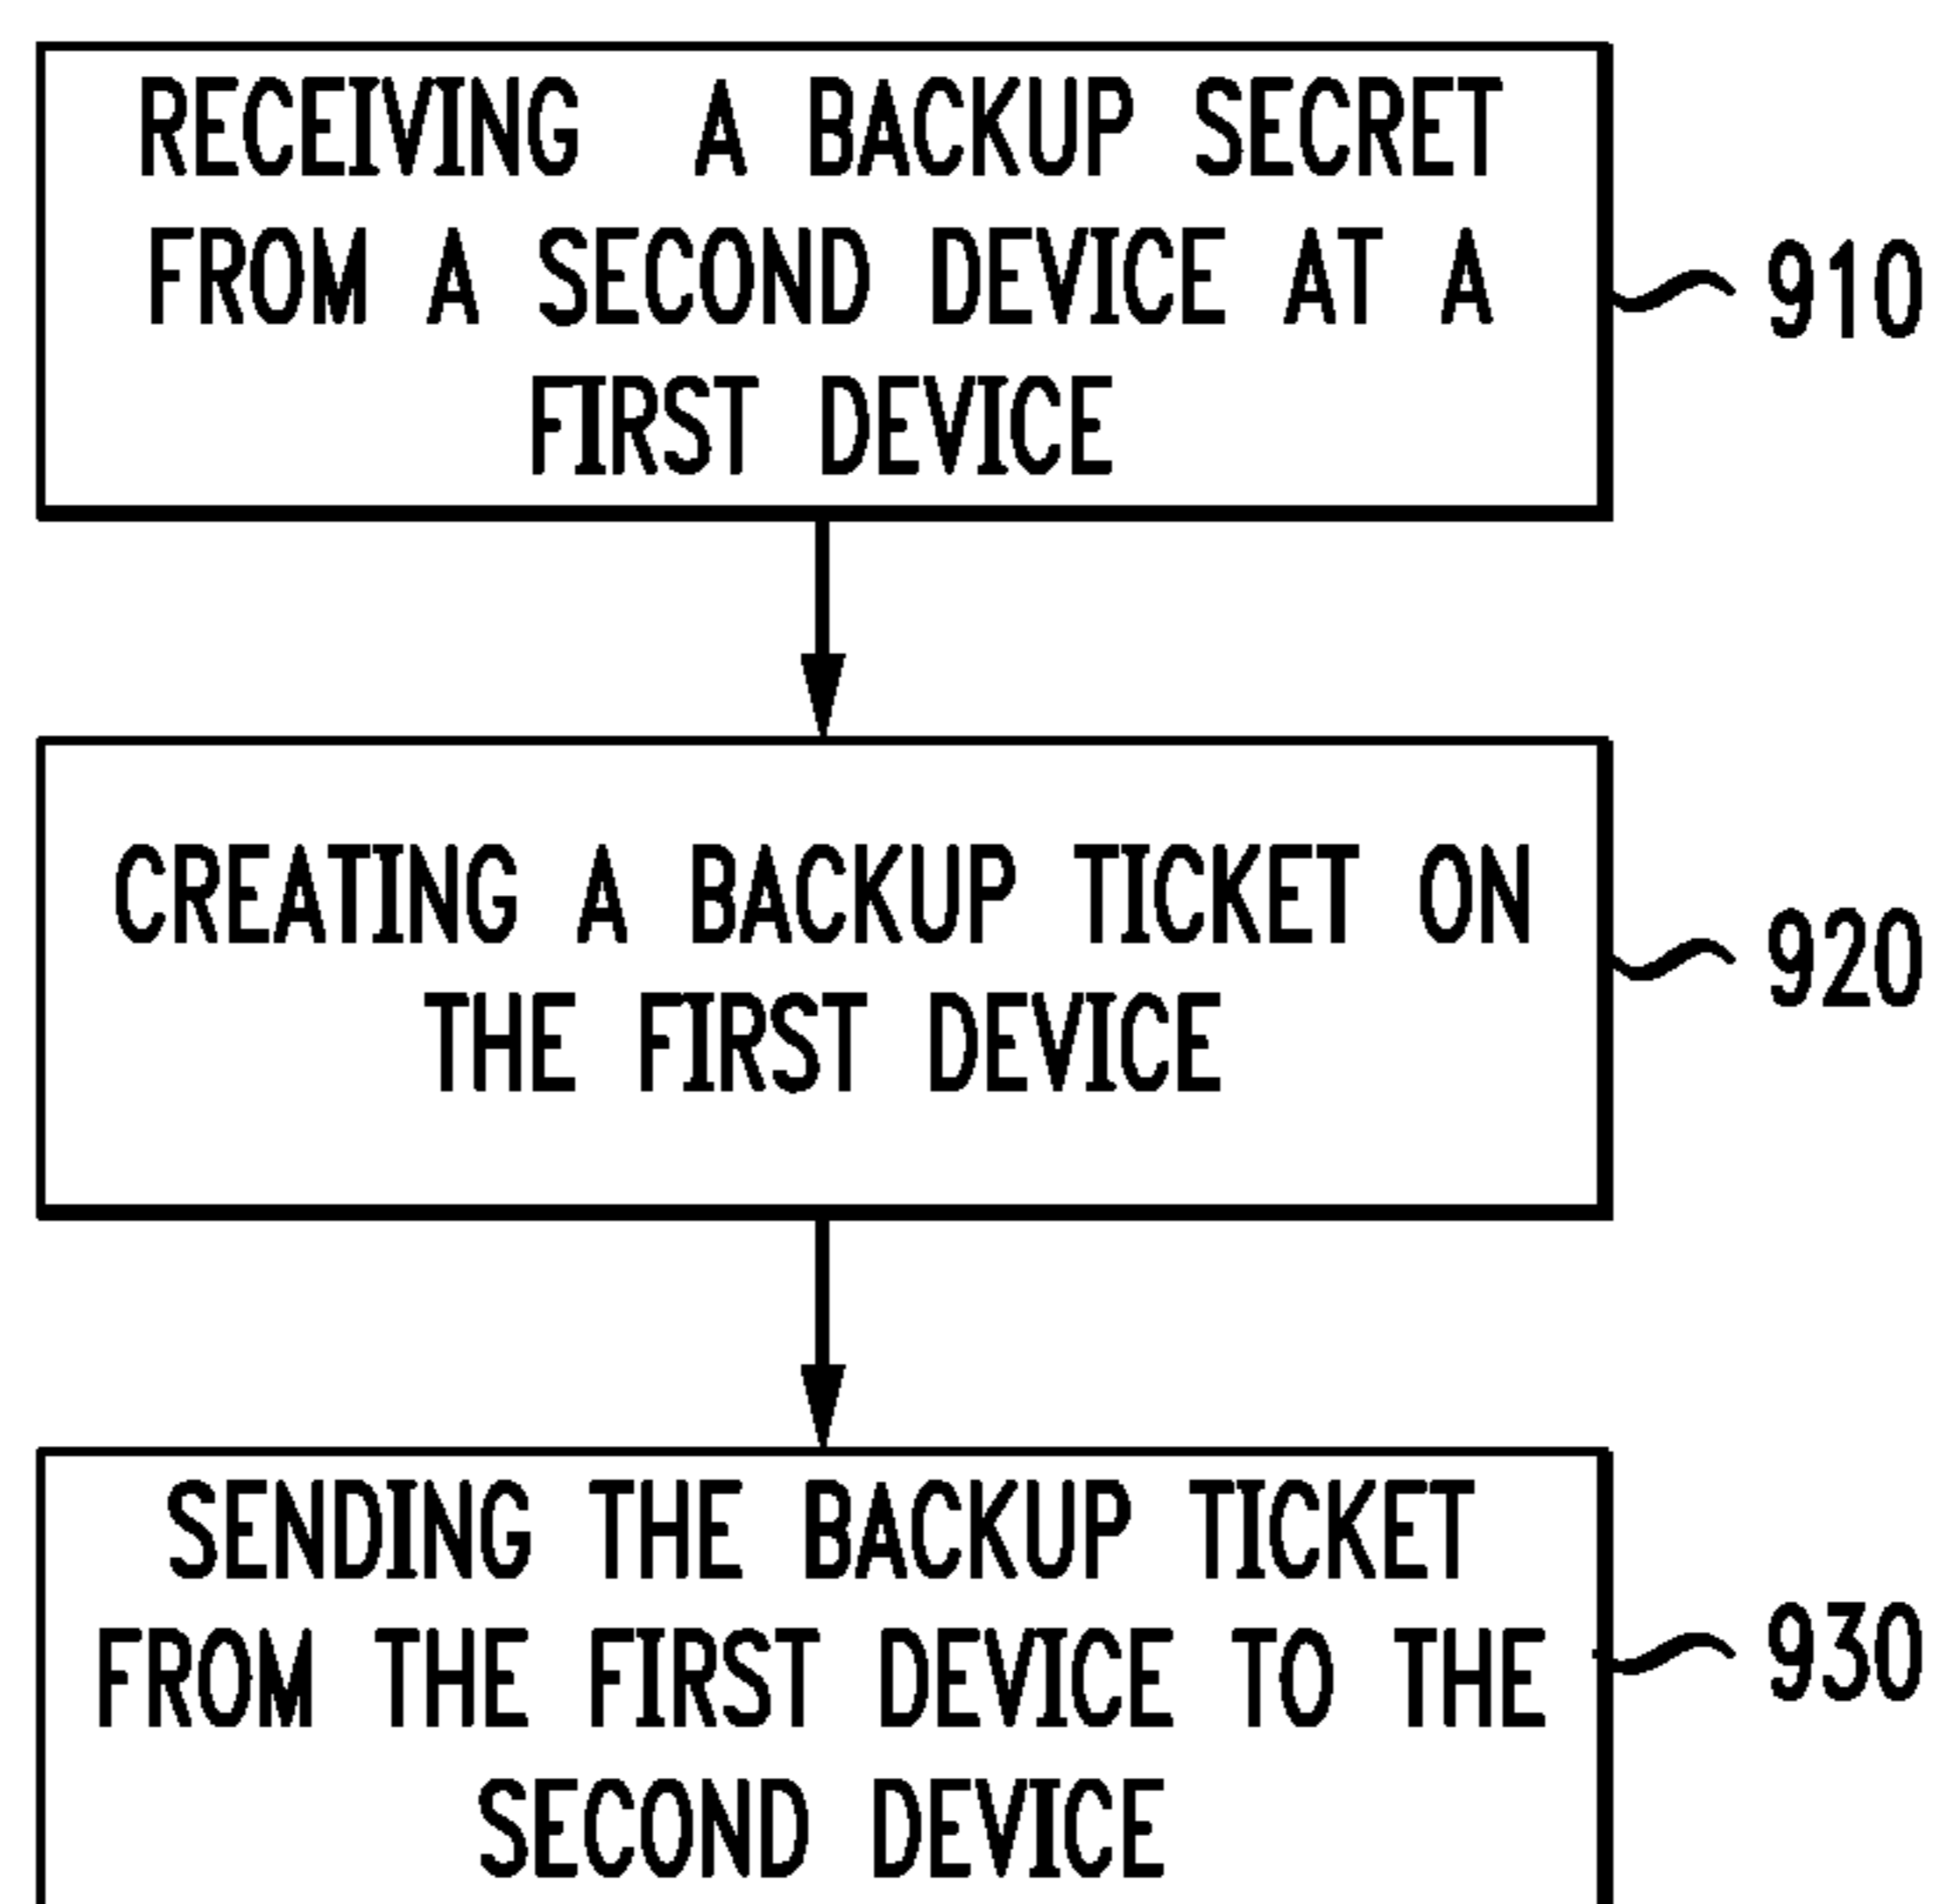 RECEIVING A BACKUP SECRET
FROM A SECOND DEVICE AT A
FIRST DEVICE
910
CREATING A BACKUP TICKET ON
THE FIRST DEVICE
920
SENDING THE BACKUP TICKET
FROM THE FIRST DEVICE TO THE
SECOND DEVICE
930